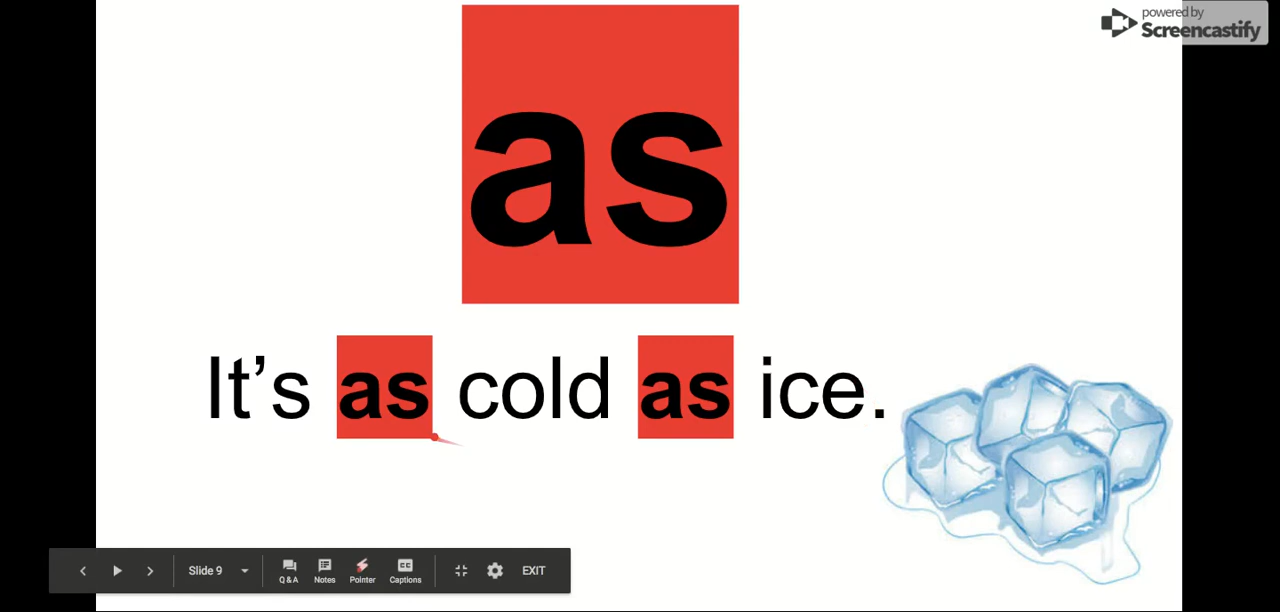 powered by
Screencastify
as
It's as cold as ice.
Slide 9
Q & A
Notes
Pointer
Captions
EXIT